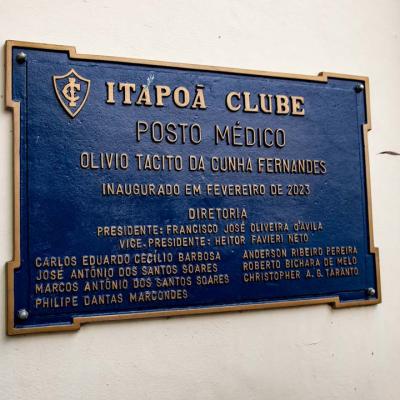 ITAPOÃ CLUBE
POSTO MÉDICO
OLIVIO TACITO DA CUNHA FERNANDES
INAUGURADO EM FEVEREIRO DE 2023
DIRETORIA
PRESIDENTE: FRANCISCO JOSÉ OLIVEIRA D'AVILA
VICE-PRESIDENTE: HEITOR FAVIERI NETO
CARLOS EDUARDO CECÍLIO BARBOSA
JOSÉ ANTÔNIO DOS SANTOS SOARES
MARCOS ANTÔNIO DOS SANTOS SOARES
PHILIPE DANTAS MARCONDES
ANDERSON RIBEIRO PEREIRA
ROBERTO BICHARA DE MELO
CHRISTOPHER A. G. TARANTO